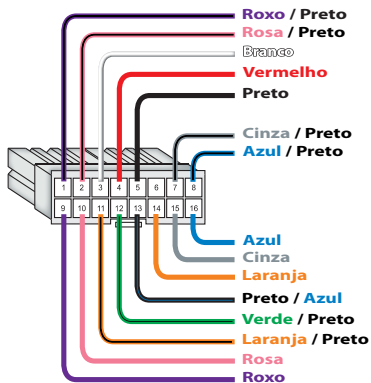 Roxo / Preto
Rosa / Preto
Branco
Vermelho
Preto
Cinza / Preto
Azul / Preto
1 2 3 4 5 6 7 8
9 10 11 12 13 14 15 16
Azul
Cinza
Laranja
Preto / Azul
Verde / Preto
Laranja / Preto
Rosa
Roxo